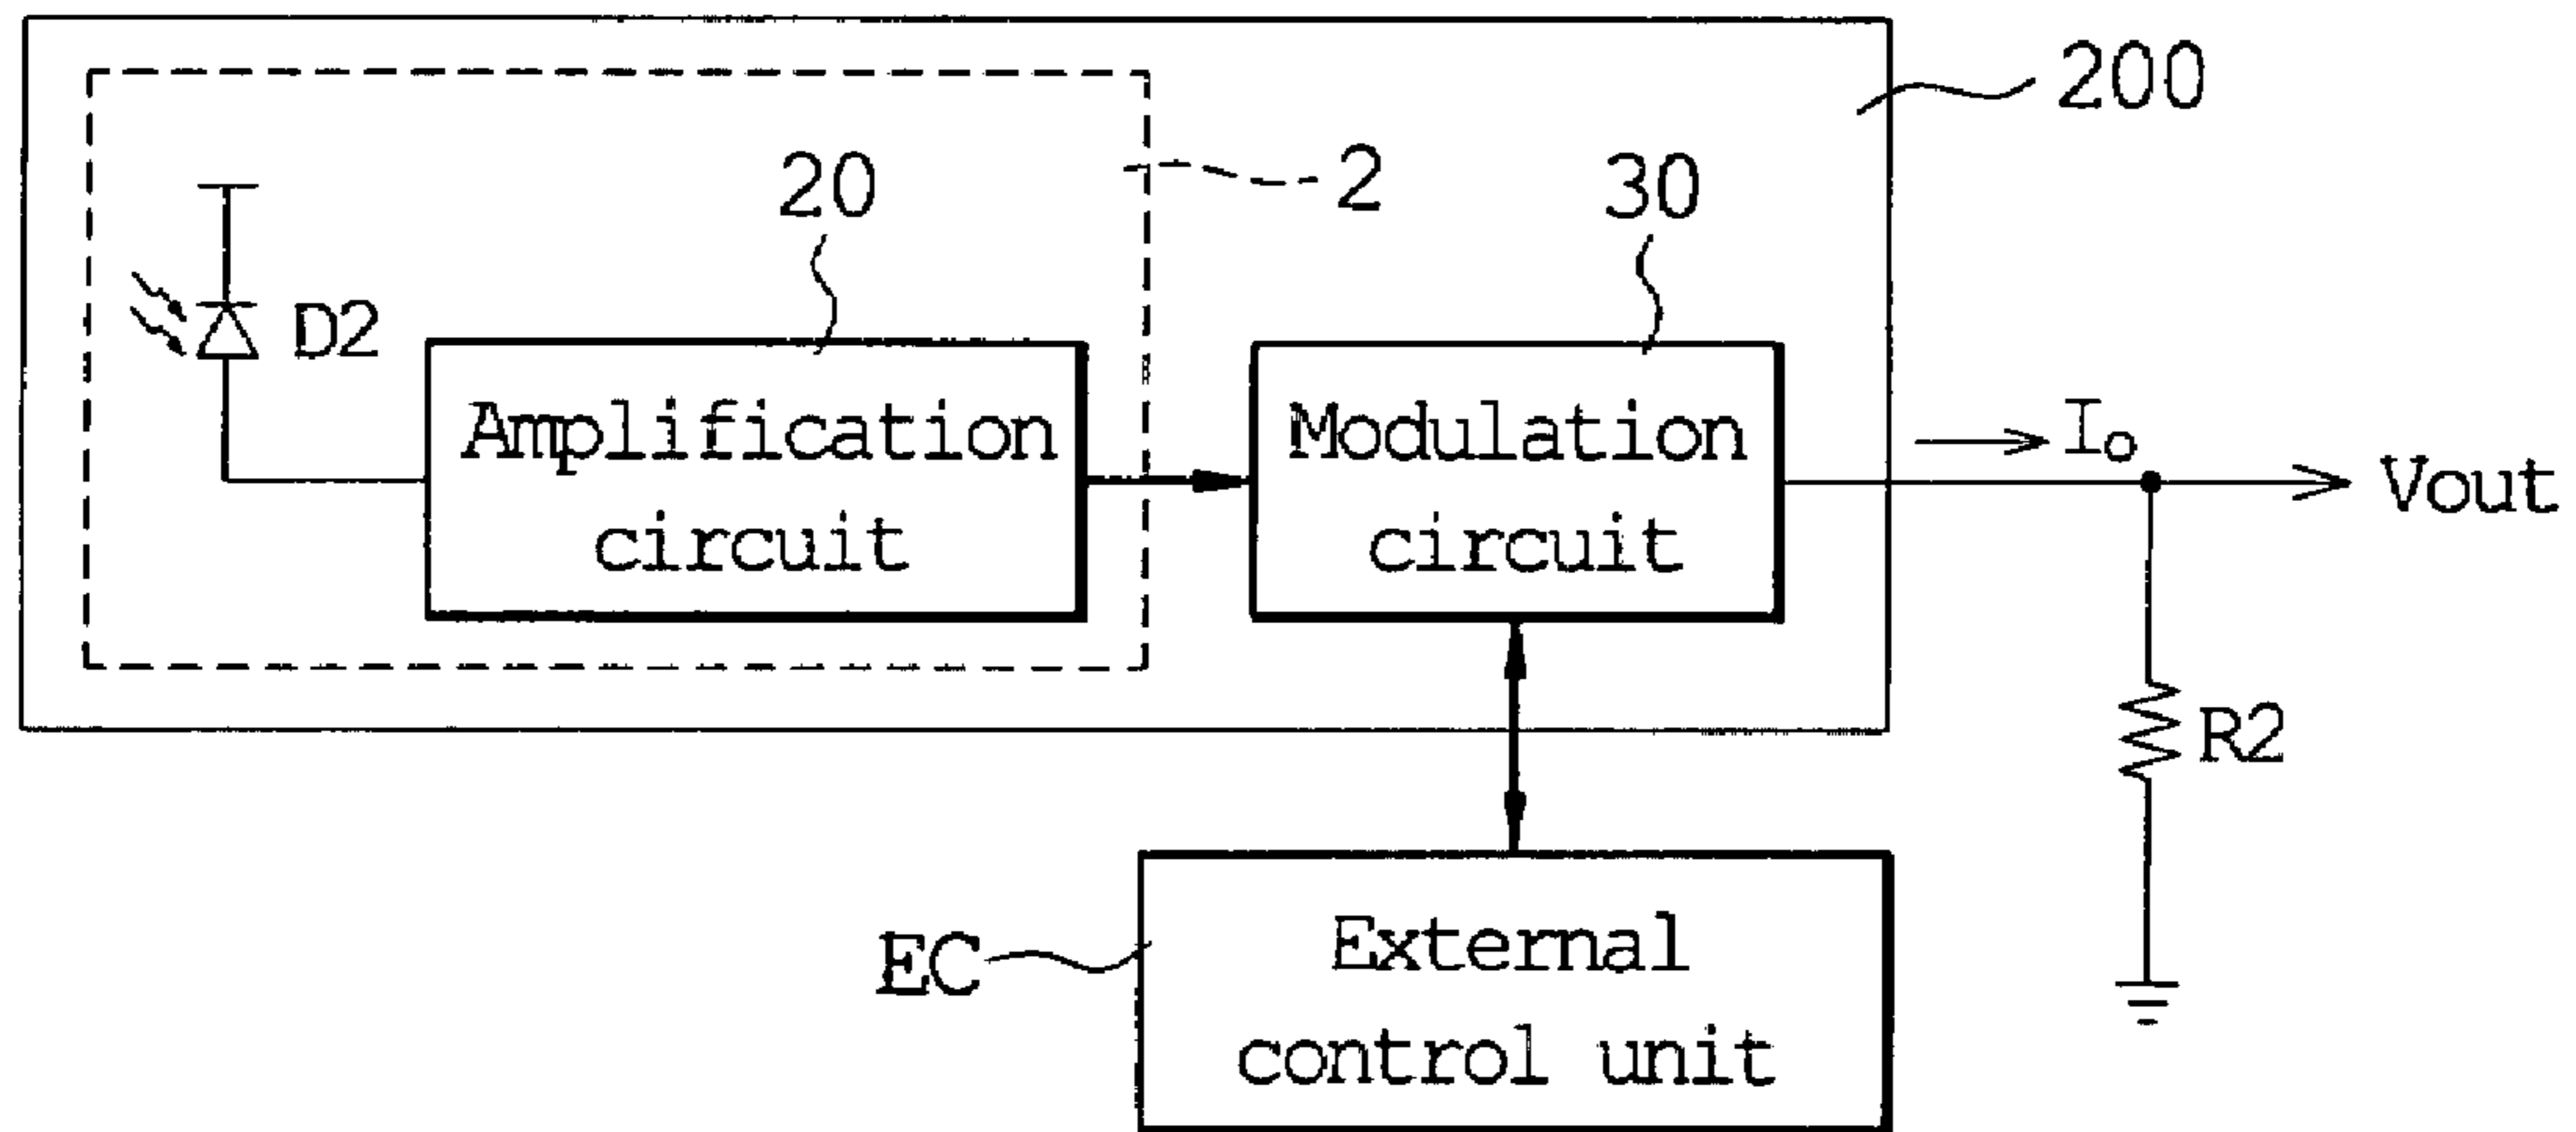 200
2
20
30
D2
Amplification
circuit
Modulation
circuit
Io
Vout
R2
EC
External
control unit